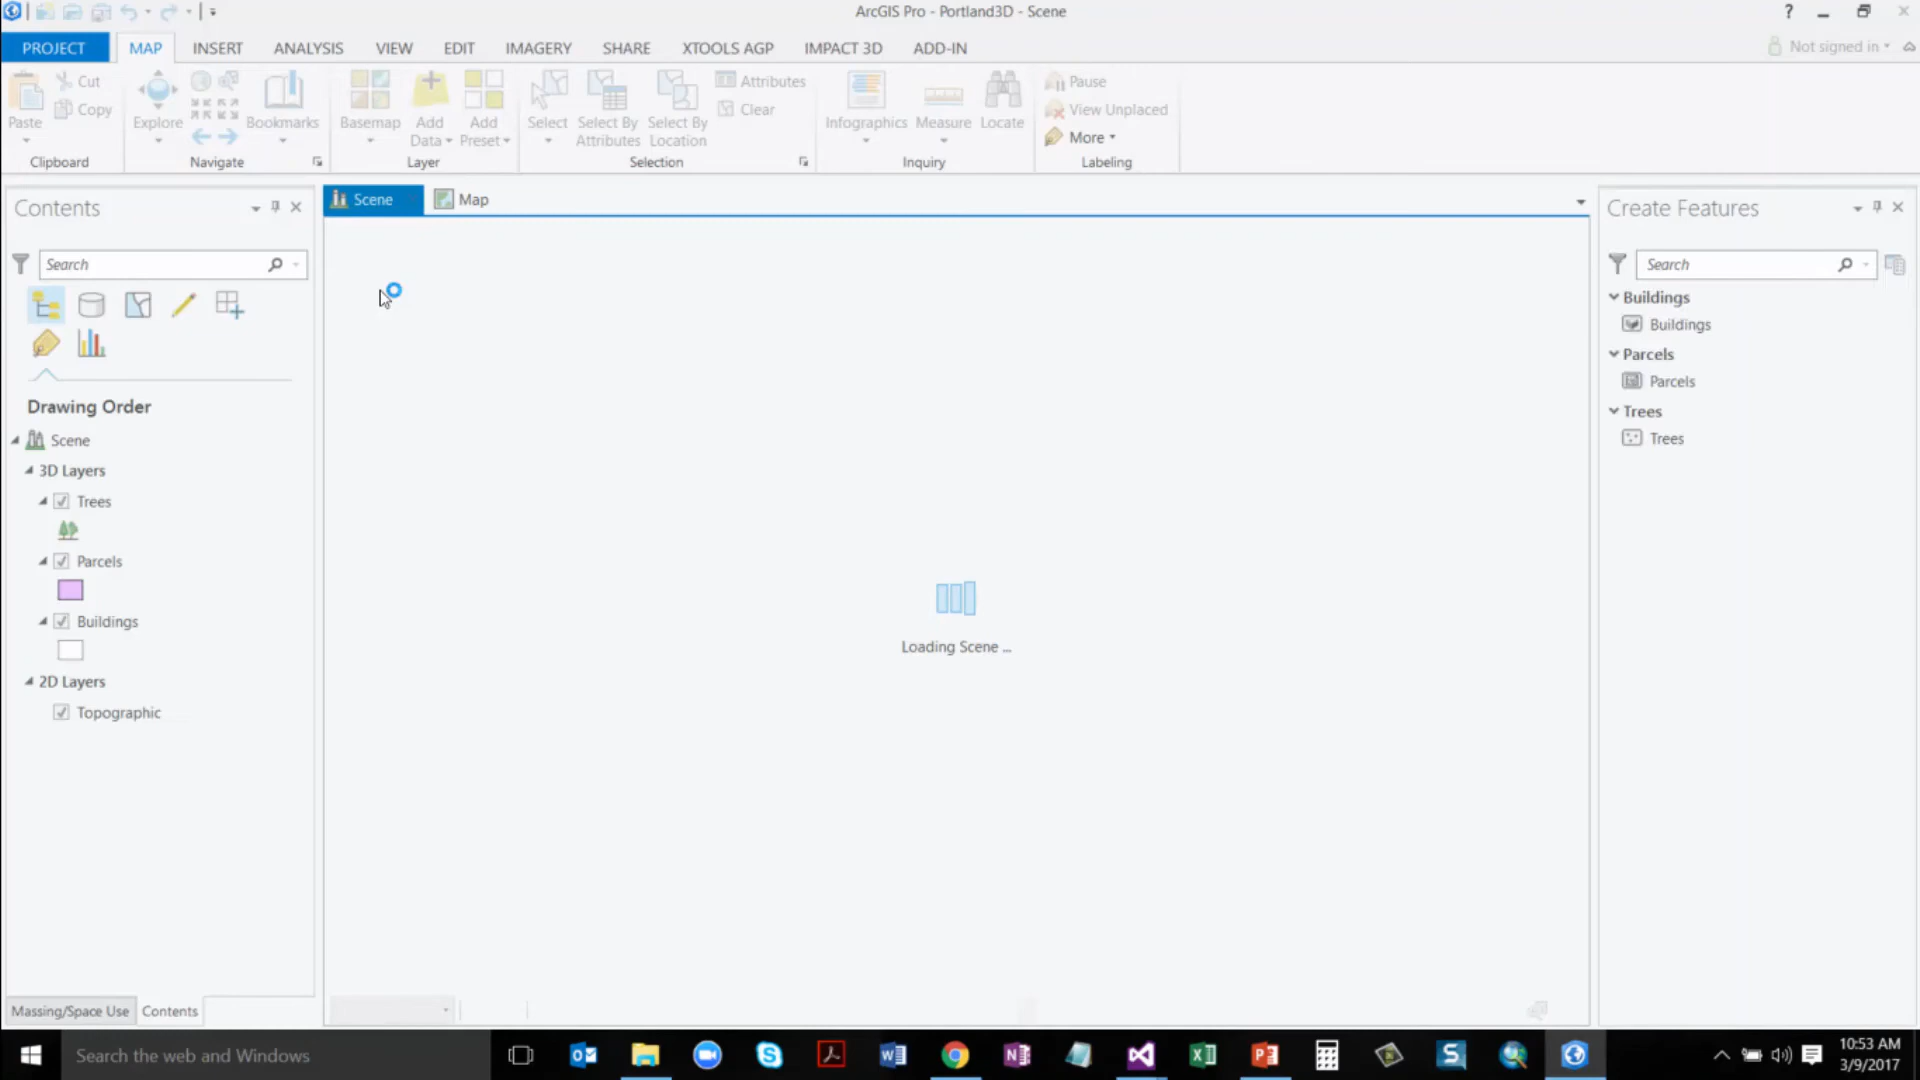 ArcGIS Pro - Portland3D - Scene
?
PROJECT MAP INSERT ANALYSIS VIEW EDIT IMAGERY SHARE XTOOLS AGP IMPACT 3D ADD-IN
Not signed in
Paste
Cut
Copy
Clipboard
Explore
Bookmarks
Navigate
Basemap
Add Data
Add Preset
Layer
Select
Select By Attributes
Select By Location
Attributes
Clear
Selection
Infographics
Measure
Locate
Inquiry
Pause
View Unplaced
More
Labeling
Contents
Search
Drawing Order
Scene
3D Layers
Trees
Parcels
Buildings
2D Layers
Topographic
Massing/Space Use
Contents
Scene
Map
Loading Scene ...
Create Features
Search
Buildings
Buildings
Parcels
Parcels
Trees
Trees
Search the web and Windows
10:53 AM
3/9/2017